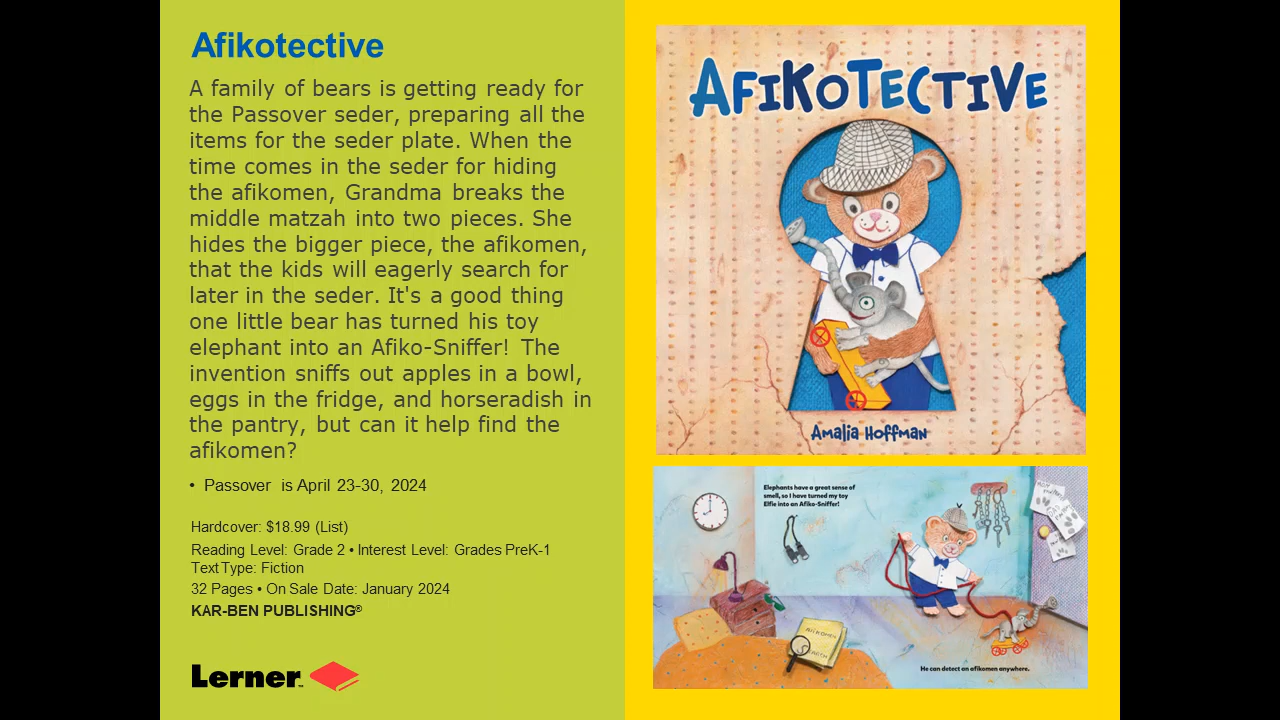 Afikotective
A family of bears is getting ready for
the Passover seder, preparing all the
items for the seder plate. When the
time comes in the seder for hiding
the afikomen, Grandma breaks the
middle matzah into two pieces. She
hides the bigger piece, the afikomen,
that the kids will eagerly search for
later in the seder. It's a good thing
one little bear has turned his toy
elephant into an Afiko-Sniffer! The
invention sniffs out apples in a bowl,
eggs in the fridge, and horseradish in
the pantry, but can it help find the
afikomen?
• Passover is April 23-30, 2024
Hardcover: $18.99 (List)
Reading Level: Grade 2 • Interest Level: Grades PreK-1
Text Type: Fiction
32 Pages • On Sale Date: January 2024
KAR-BEN PUBLISHING®
Lerner™
AFIKOTECTIVE
Amalia Hoffman
Elephants have a great sense of
smell, so I have turned my toy
Elfie into an Afiko-Sniffer!
AFIKOMEN
SEARCH
He can detect an afikomen anywhere.